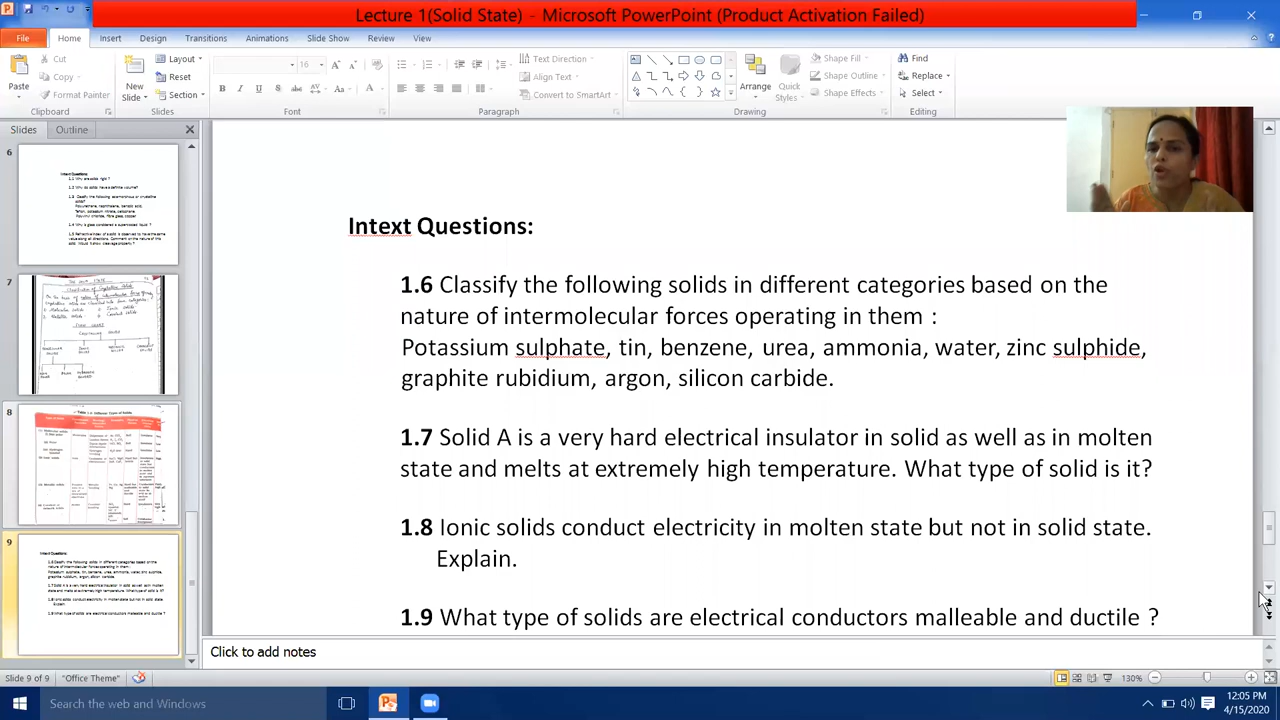 Lecture 1(Solid State) - Microsoft PowerPoint (Product Activation Failed)
File Home Insert Design Transitions Animations Slide Show Review View
Cut
Copy
Format Painter
Paste
Clipboard
New
Slide
Layout
Reset
Section
Slides
16
Font
Text Direction
Align Text
Convert to SmartArt
Paragraph
Arrange
Quick
Styles
Shape Fill
Shape Outline
Shape Effects
Drawing
Find
Replace
Select
Editing
Slides Outline
6
7
8
9
Intext Questions:
1.6 Classify the following solids in different categories based on the
nature of intermolecular forces operating in them :
Potassium sulphate, tin, benzene, urea, ammonia, water, zinc sulphide,
graphite rubidium, argon, silicon carbide.
1.7 Solid A is a very hard electrical insulator in solid as well as in molten
state and melts at extremely high temperature. What type of solid is it?
1.8 Ionic solids conduct electricity in molten state but not in solid state.
Explain.
1.9 What type of solids are electrical conductors malleable and ductile ?
Click to add notes
Slide 9 of 9 "Office Theme" 130%
Search the web and Windows
12:05 PM
4/15/2020